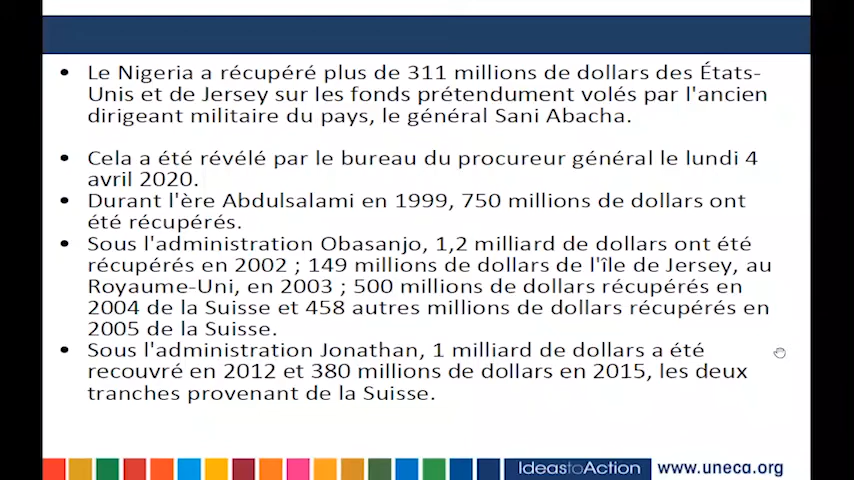 • Le Nigeria a récupéré plus de 311 millions de dollars des États-
Unis et de Jersey sur les fonds prétendument volés par l'ancien
dirigeant militaire du pays, le général Sani Abacha.
• Cela a été révélé par le bureau du procureur général le lundi 4
avril 2020.
• Durant l'ère Abdulsalami en 1999, 750 millions de dollars ont
été récupérés.
• Sous l'administration Obasanjo, 1,2 milliard de dollars ont été
récupérés en 2002 ; 149 millions de dollars de l'île de Jersey, au
Royaume-Uni, en 2003 ; 500 millions de dollars récupérés en
2004 de la Suisse et 458 autres millions de dollars récupérés en
2005 de la Suisse.
• Sous l'administration Jonathan, 1 milliard de dollars a été
recouvré en 2012 et 380 millions de dollars en 2015, les deux
tranches provenant de la Suisse.
IdeastoAction www.uneca.org